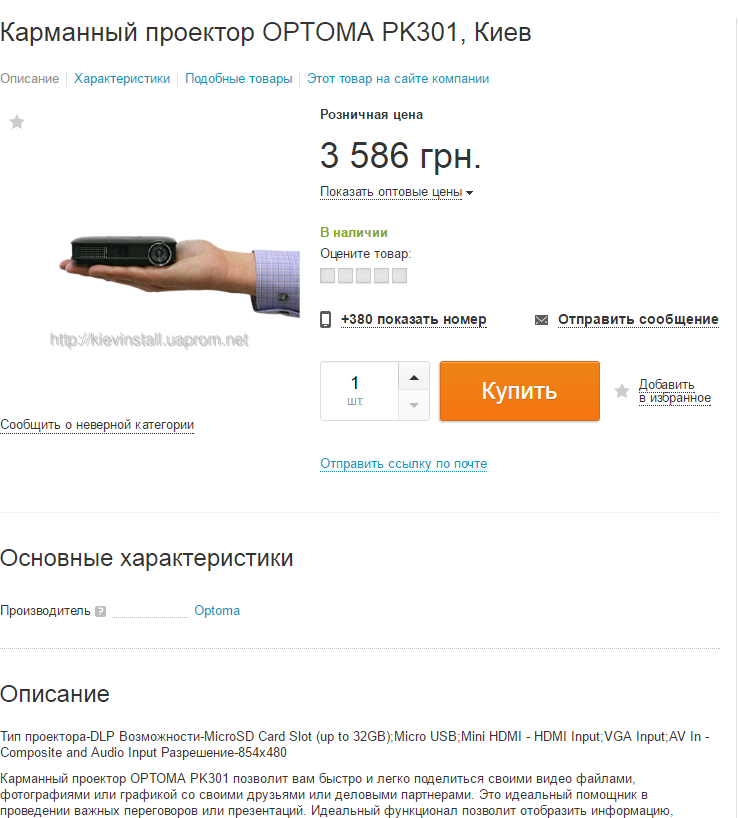 Карманный проектор OPTOMA PK301, Киев
Описание Характеристики Подобные товары Этот товар на сайте компании
Розничная цена
3 586 грн.
Показать оптовые цены
В наличии
Оцените товар:
+380 показать номер Отправить сообщение
http://kievinstall.uaprom.net
1
шт.
Купить
Добавить
в избранное
Сообщить о неверной категории
Отправить ссылку по почте
Основные характеристики
Производитель ? Optoma
Описание
Тип проектора-DLP Возможности-MicroSD Card Slot (up to 32GB);Micro USB;Mini HDMI - HDMI Input;VGA Input;AV In -
Composite and Audio Input Разрешение-854x480
Карманный проектор OPTOMA PK301 позволит вам быстро и легко поделиться своими видео файлами,
фотографиями или графикой со своими друзьями или деловыми партнерами. Это идеальный помощник в
проведении важных переговоров или презентаций. Идеальный функционал позволит отобразить информацию,